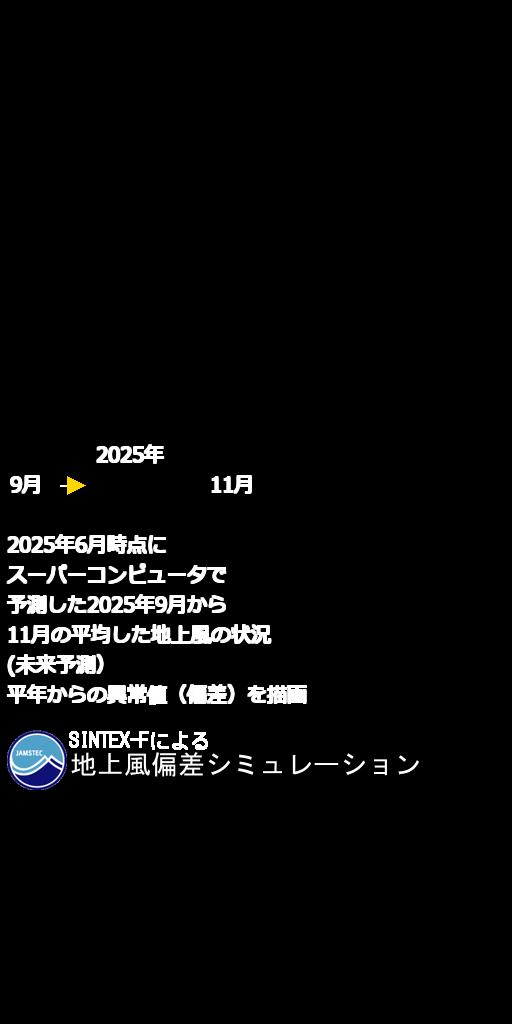 2025年
9月 11月
2025年6月時点に
スーパーコンピュータで
予測した2025年9月から
11月の平均した地上風の状況
(未来予測）
平年からの異常値（偏差）を描画
SINTEX-Fによる
JAMSTEC
地上風偏差シミュレーション